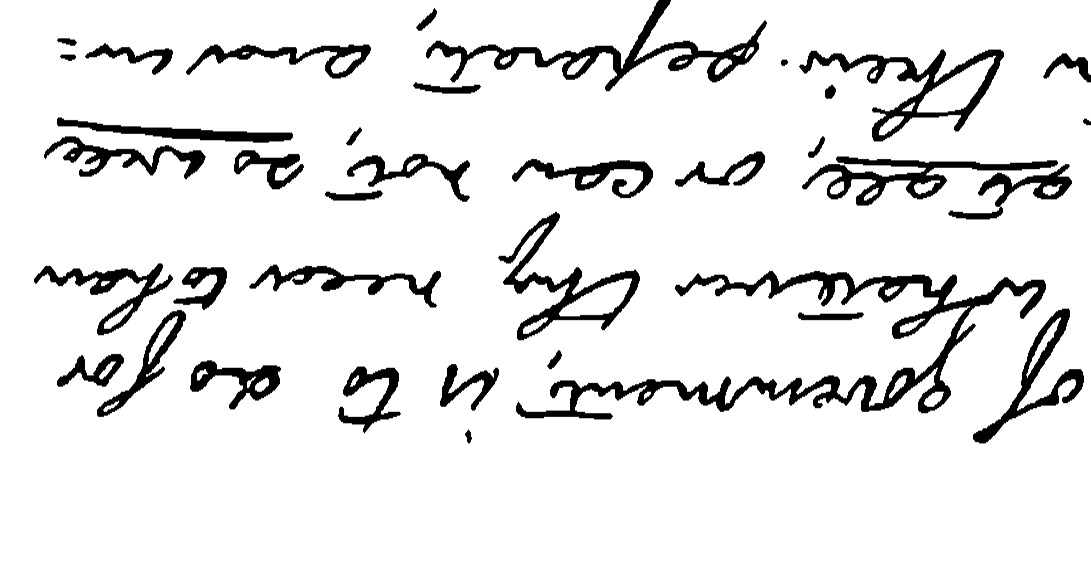 of government, is to do for
whatever they need to have
at all, or can not, so well
in their separate, and in=